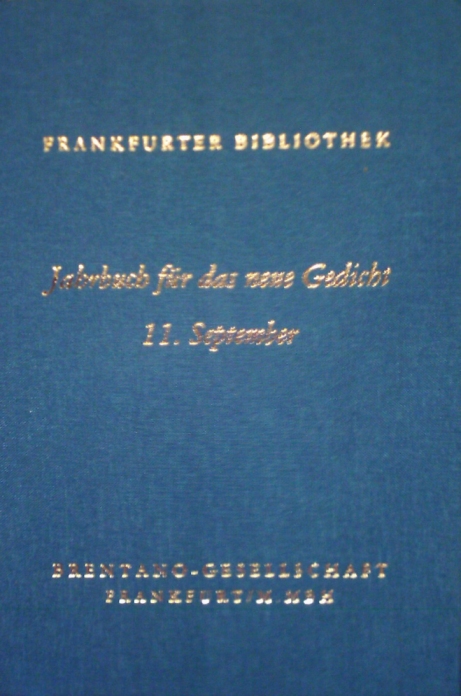 FRANKFURTER BIBLIOTHEK
Jahrbuch für das neue Gedicht
11. September
BRENTANO-GESELLSCHAFT
FRANKFURT/M. MBH